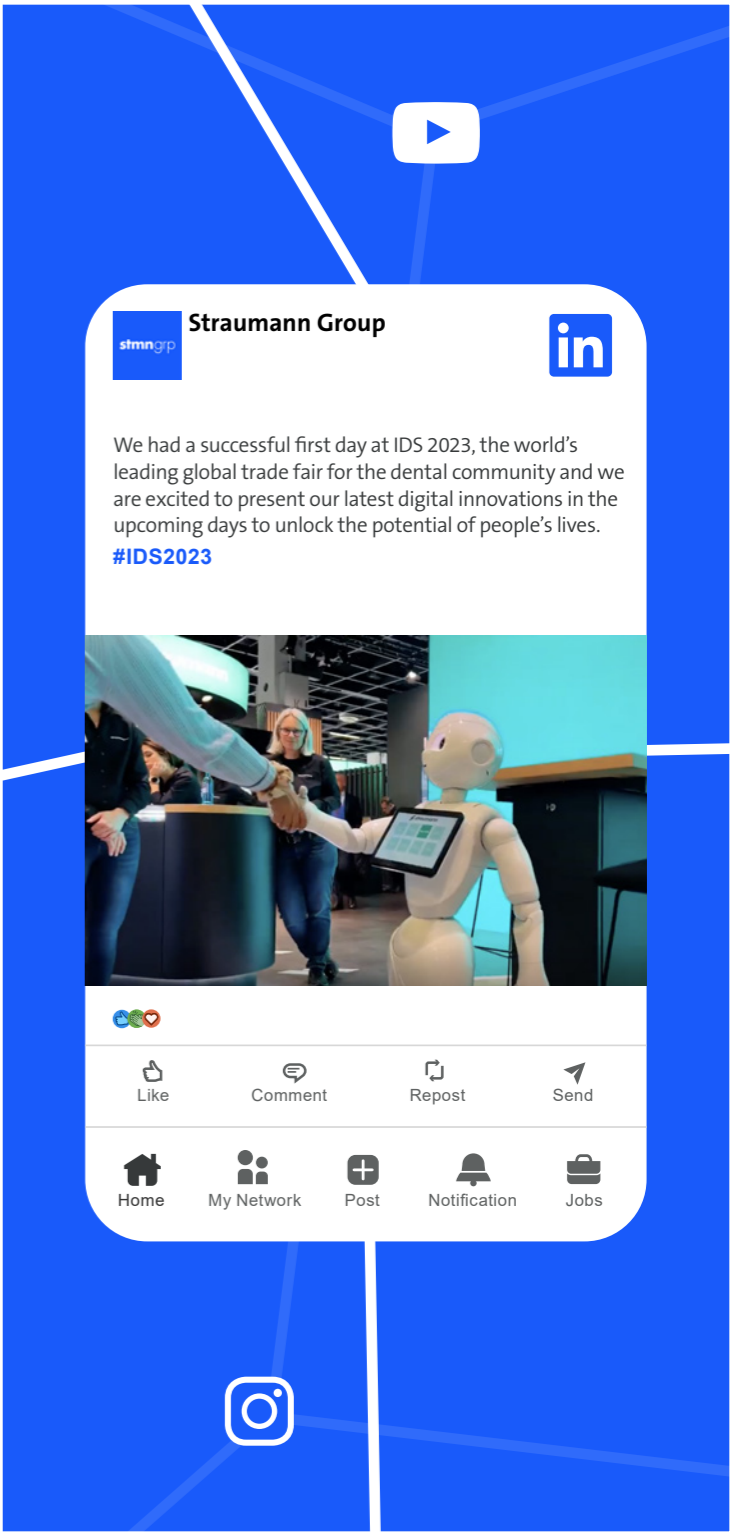 stmngrp
Straumann Group
in
We had a successful first day at IDS 2023, the world’s
leading global trade fair for the dental community and we
are excited to present our latest digital innovations in the
upcoming days to unlock the potential of people’s lives.
#IDS2023
straumann
Like
Comment
Repost
Send
Home
My Network
Post
Notification
Jobs